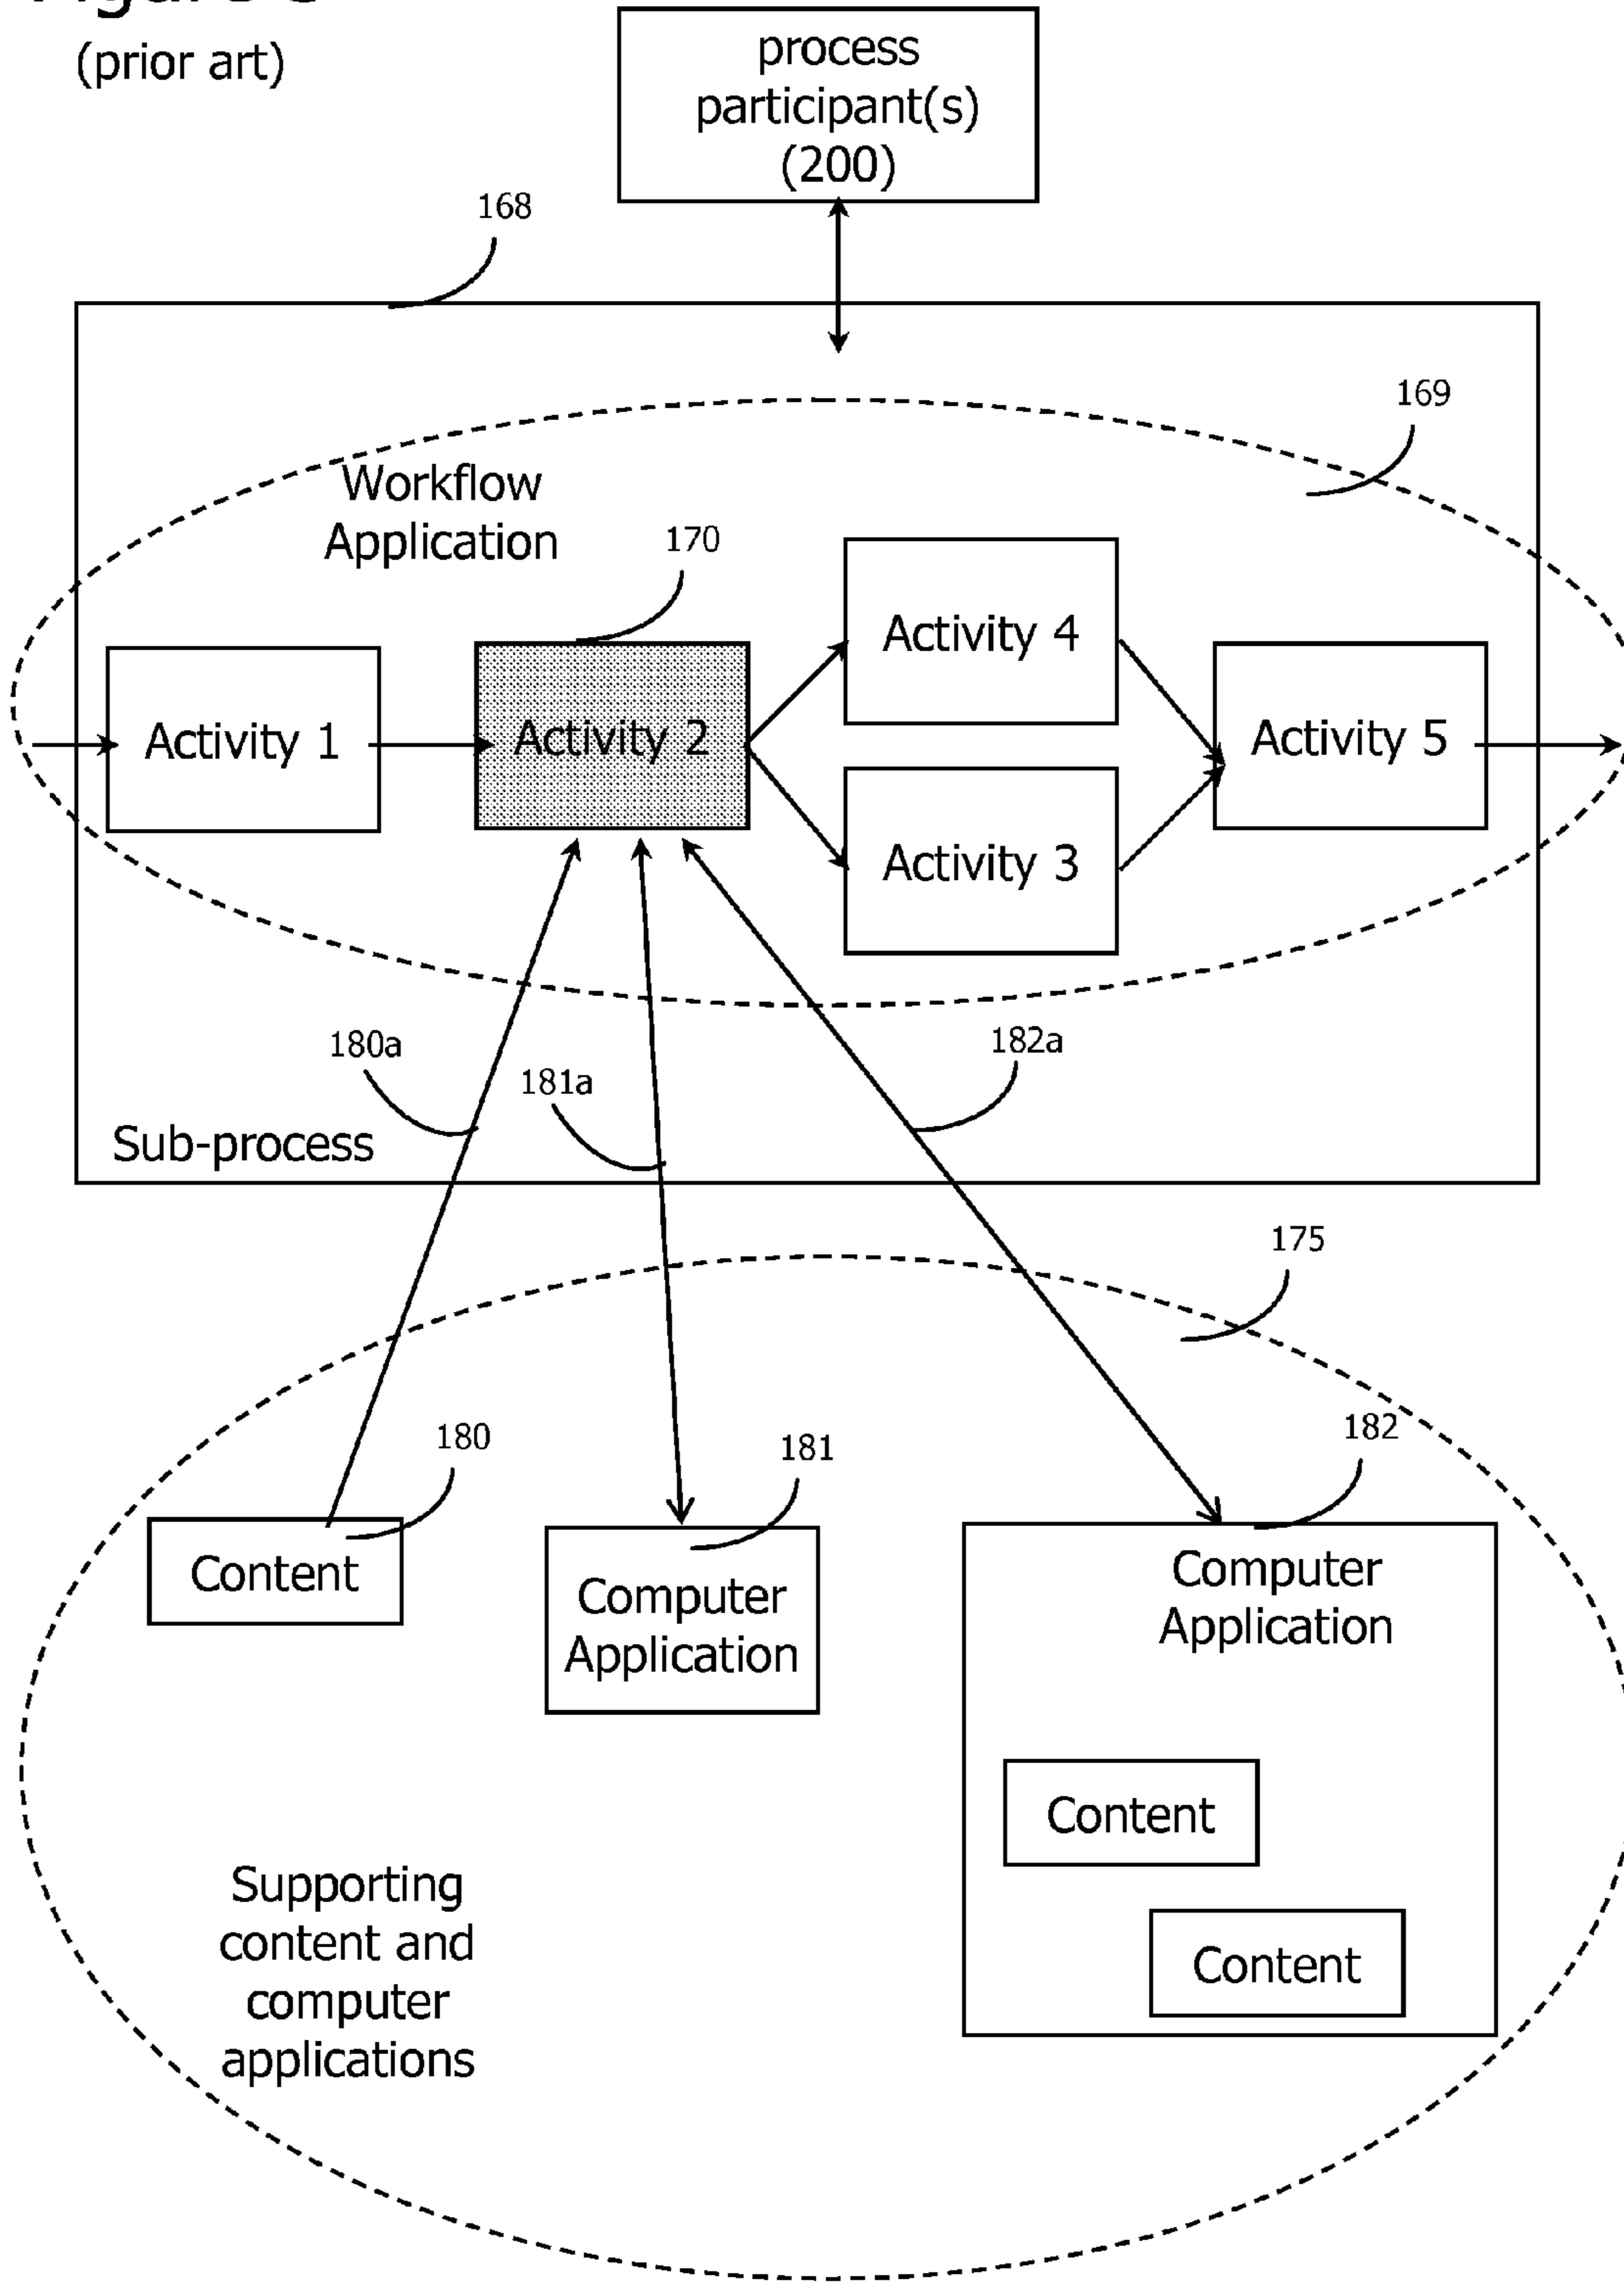 (prior art)
process
participant(s)
(200)
168
169
Workflow
Application
170
Activity 4
Activity 1
Activity 2
Activity 5
Activity 3
180a
181a
182a
Sub-process
175
180
181
182
Content
Computer
Application
Computer
Application
Content
Content
Supporting
content and
computer
applications